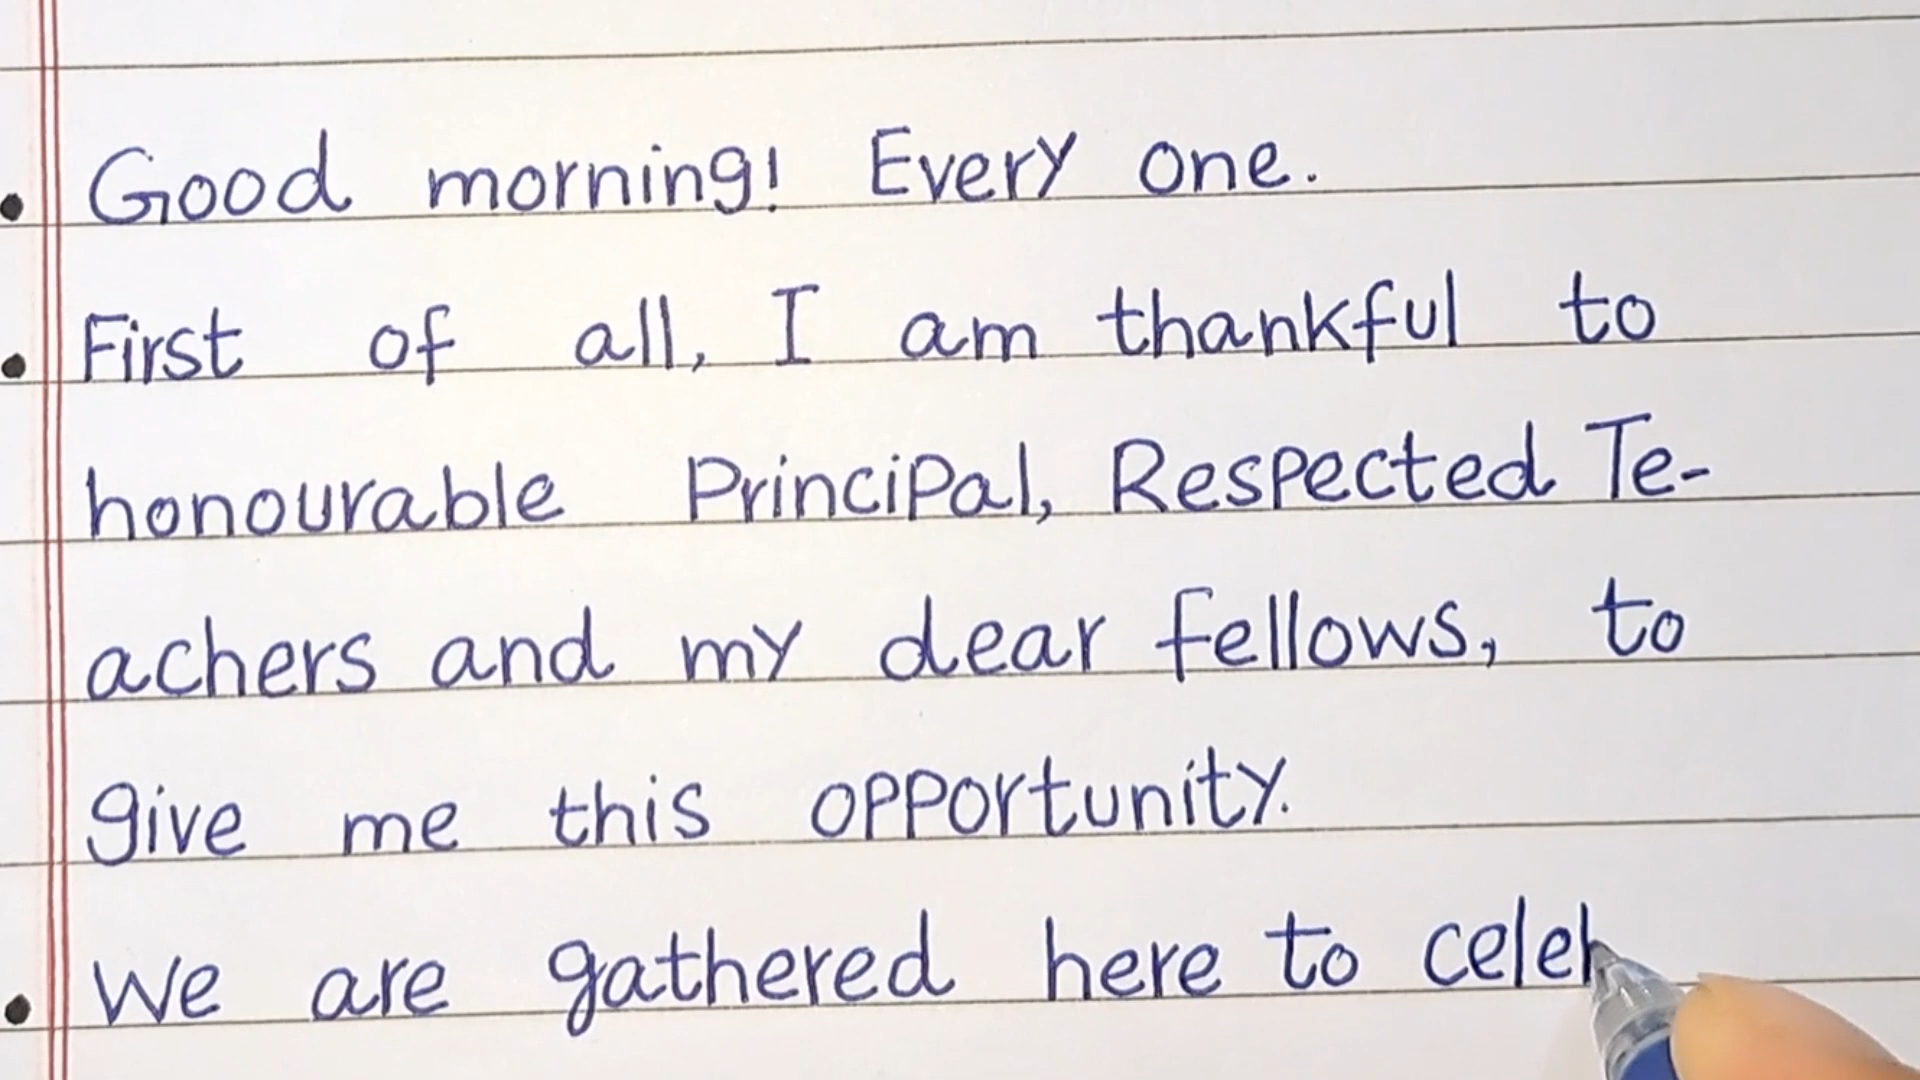 • Good morning! Every one.
• First of all, I am thankful to
honourable Principal, Respected Te-
achers and my dear fellows, to
give me this opportunity.
• We are gathered here to celeb